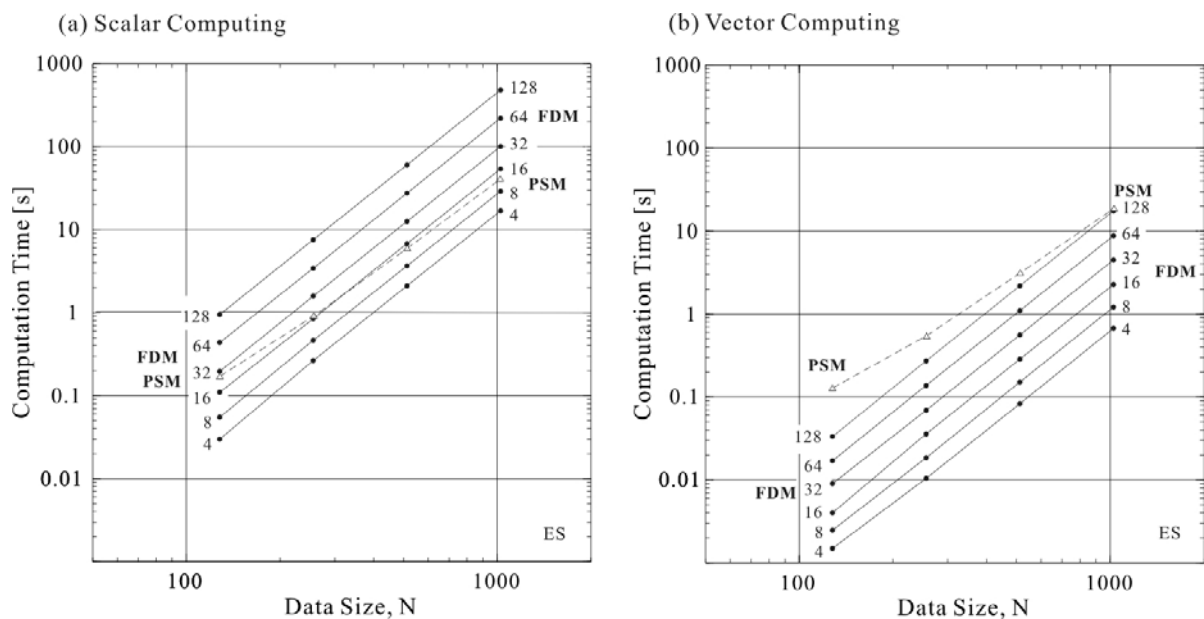 (a) Scalar Computing
1000
100
10
1
0.1
0.01
Computation Time [s]
128
64 FDM
32
16
PSM
8
4
128
64
FDM
32
PSM
16
8
4
ES
100
1000
Data Size, N
(b) Vector Computing
1000
100
10
1
0.1
0.01
Computation Time [s]
PSM
128
64
32
FDM
16
8
4
PSM
128
64
FDM
32
16
8
4
ES
100
1000
Data Size, N